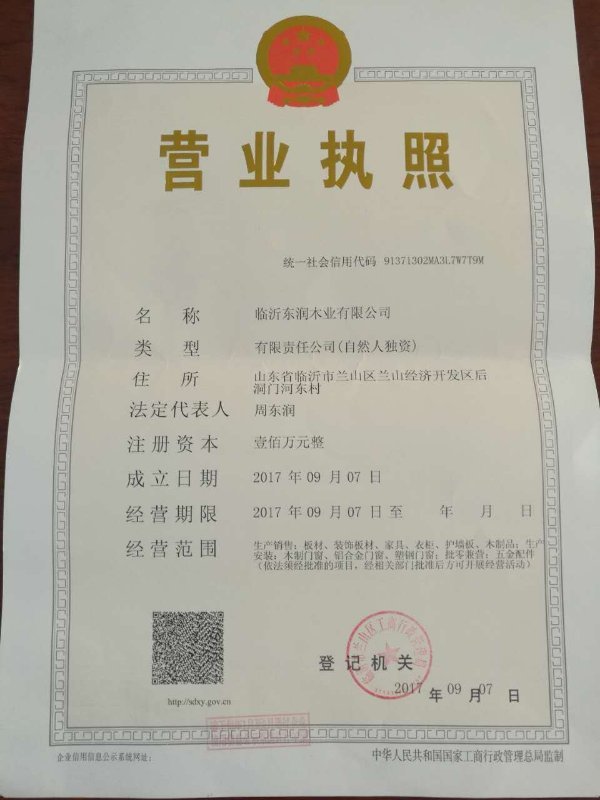 营业执照
统一社会信用代码 91371302MA3L7W7T9M
名 称 临沂东润木业有限公司
类 型 有限责任公司(自然人独资)
住 所 山东省临沂市兰山区兰山经济开发区后
洞门河东村
法定代表人 周东润
注册资本 壹佰万元整
成立日期 2017 年 09 月 07 日
经营期限 2017 年 09 月 07 日至 年 月 日
经营范围 生产销售:板材、装饰板材、家具、衣柜、护墙板、木制品;生产
安装:木制门窗、铝合金门窗、塑钢门窗;批零兼营:五金配件
(依法须经批准的项目,经相关部门批准后方可开展经营活动)
登记机关
2017 年 09 月 07 日
http://sdxy.gov.cn
企业信用信息公示系统网址:
中华人民共和国国家工商行政管理总局监制